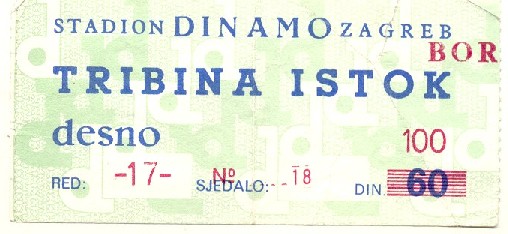 STADION DINAMO ZAGREB
BOR
TRIBINA ISTOK
desno
100
RED: -17- Nº SJEDALO: 18 DIN. 60